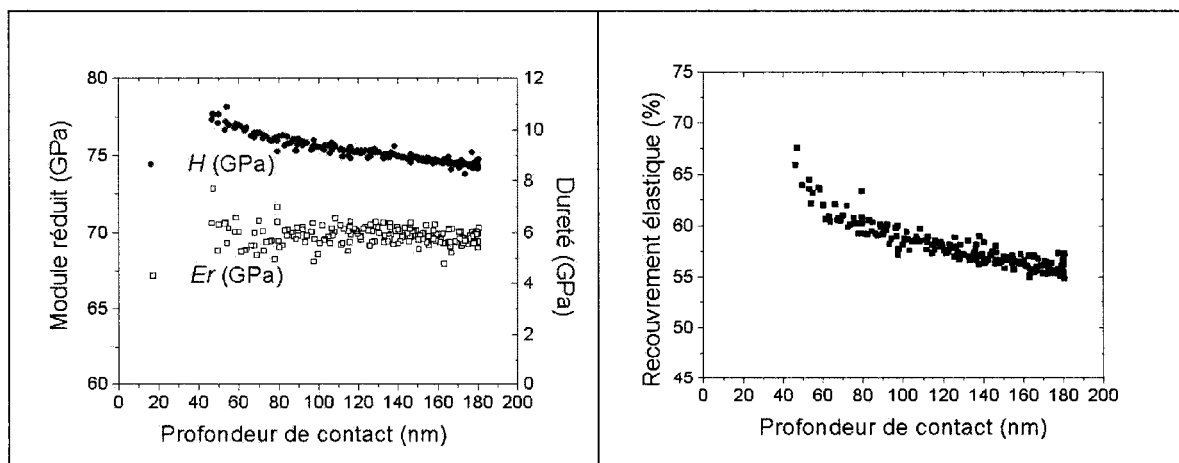 80
75
70
65
60
Module réduit (GPa)
H (GPa)
Er (GPa)
12
10
8
6
4
2
0
Dureté (GPa)
0 20 40 60 80 100 120 140 160 180 200
Profondeur de contact (nm)
75
70
65
60
55
50
45
Recouvrement élastique (%)
0 20 40 60 80 100 120 140 160 180 200
Profondeur de contact (nm)